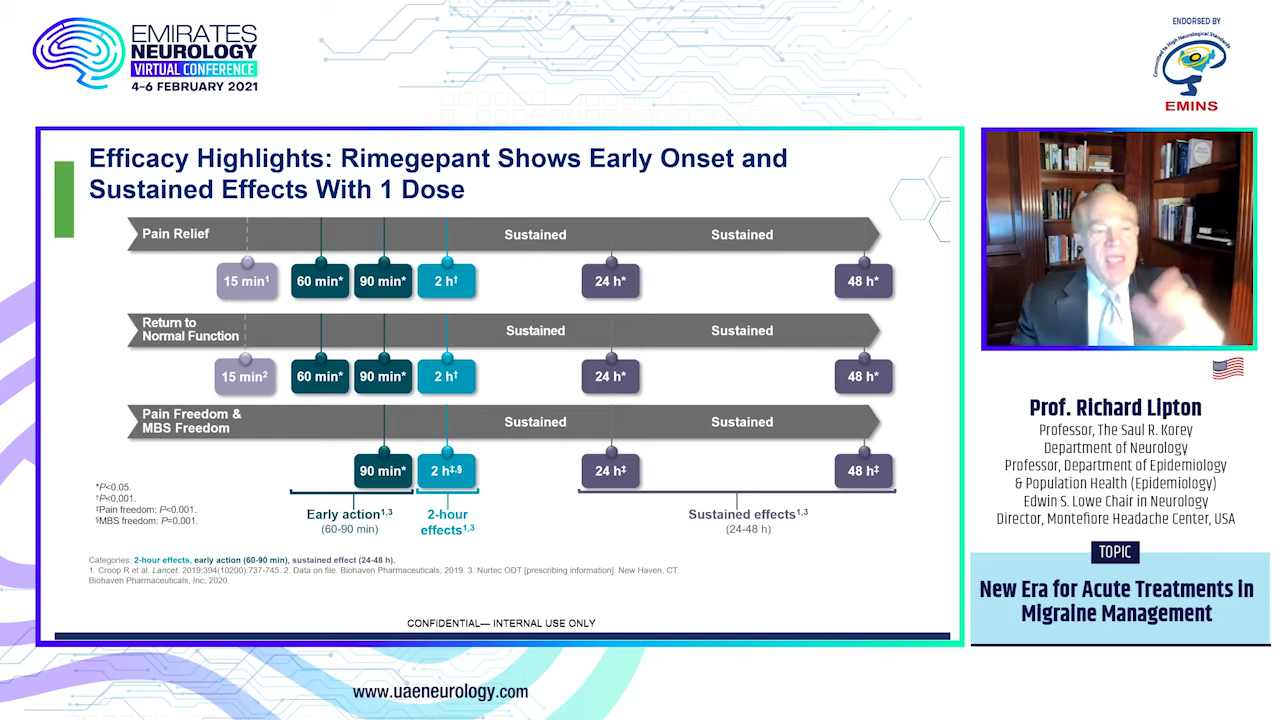 EMIRATES
NEUROLOGY
VIRTUAL CONFERENCE
4-6 FEBRUARY 2021
ENDORSED BY
Committed to High Neurological Standards
EMINS
Efficacy Highlights: Rimegepant Shows Early Onset and
Sustained Effects With 1 Dose
Pain Relief Sustained Sustained
15 min¹ 60 min* 90 min* 2 h† 24 h* 48 h*
Return to
Normal Function Sustained Sustained
15 min² 60 min* 90 min* 2 h† 24 h* 48 h*
Pain Freedom &
MBS Freedom Sustained Sustained
90 min* 2 h‡,§ 24 h‡ 48 h‡
*P<0.05.
†P<0.001.
‡Pain freedom: P<0.001.
§MBS freedom: P=0.001.
Early action¹,³
(60-90 min)
2-hour
effects¹,³
Sustained effects¹,³
(24-48 h)
Categories: 2-hour effects, early action (60-90 min), sustained effect (24-48 h).
1. Croop R et al. Lancet. 2019;394(10200):737-745. 2. Data on file. Biohaven Pharmaceuticals; 2019. 3. Nurtec ODT [prescribing information]. New Haven, CT:
Biohaven Pharmaceuticals, Inc; 2020.
CONFIDENTIAL— INTERNAL USE ONLY
Prof. Richard Lipton
Professor, The Saul R. Korey
Department of Neurology
Professor, Department of Epidemiology
& Population Health (Epidemiology)
Edwin S. Lowe Chair in Neurology
Director, Montefiore Headache Center, USA
TOPIC
New Era for Acute Treatments in
Migraine Management
www.uaeneurology.com